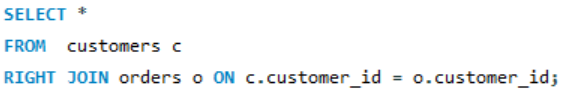 SELECT *
FROM  customers c
RIGHT JOIN orders o ON c.customer_id = o.customer_id;